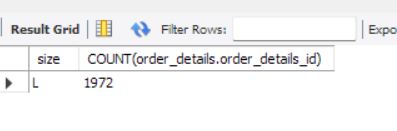 Result Grid Filter Rows: Expo
size COUNT(order_details.order_details_id)
L 1972